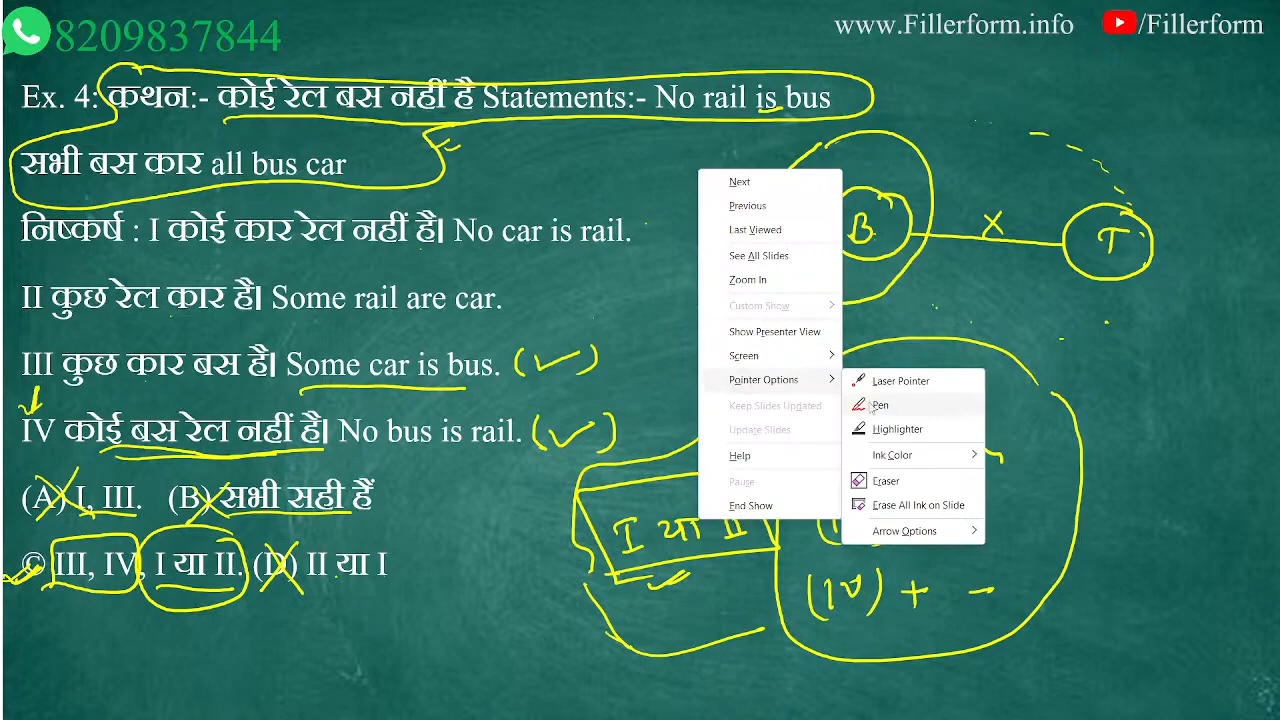 8209837844
www.Fillerform.info /Fillerform
Ex. 4: कथन:- कोई रेल बस नहीं है Statements:- No rail is bus
सभी बस कार all bus car
निष्कर्ष : I कोई कार रेल नहीं है। No car is rail.
II कुछ रेल कार है। Some rail are car.
III कुछ कार बस है। Some car is bus.
IV कोई बस रेल नहीं है। No bus is rail.
(A) I, III. (B) सभी सही हैं
© III, IV, I या II. (D) II या I
B X T
I या II
(IV) + -
Next
Previous
Last Viewed
See All Slides
Zoom In
Custom Show
Show Presenter View
Screen
Pointer Options
Keep Slides Updated
Update Slides
Help
Pause
End Show
Laser Pointer
Pen
Highlighter
Ink Color
Eraser
Erase All Ink on Slide
Arrow Options